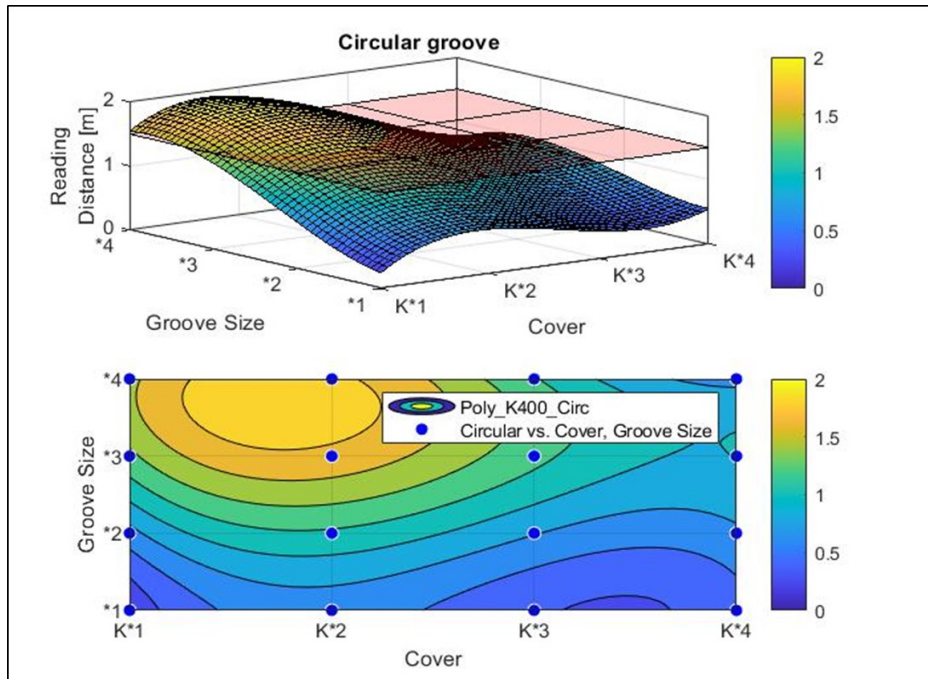 Circular groove
2
1
0
Reading
Distance [m]
*4
*3
*2
*1
Groove Size
K*1
K*2
K*3
K*4
Cover
2
1.5
1
0.5
0
*4
*3
*2
*1
Groove Size
Poly_K400_Circ
Circular vs. Cover, Groove Size
K*1
K*2
K*3
K*4
Cover
2
1.5
1
0.5
0